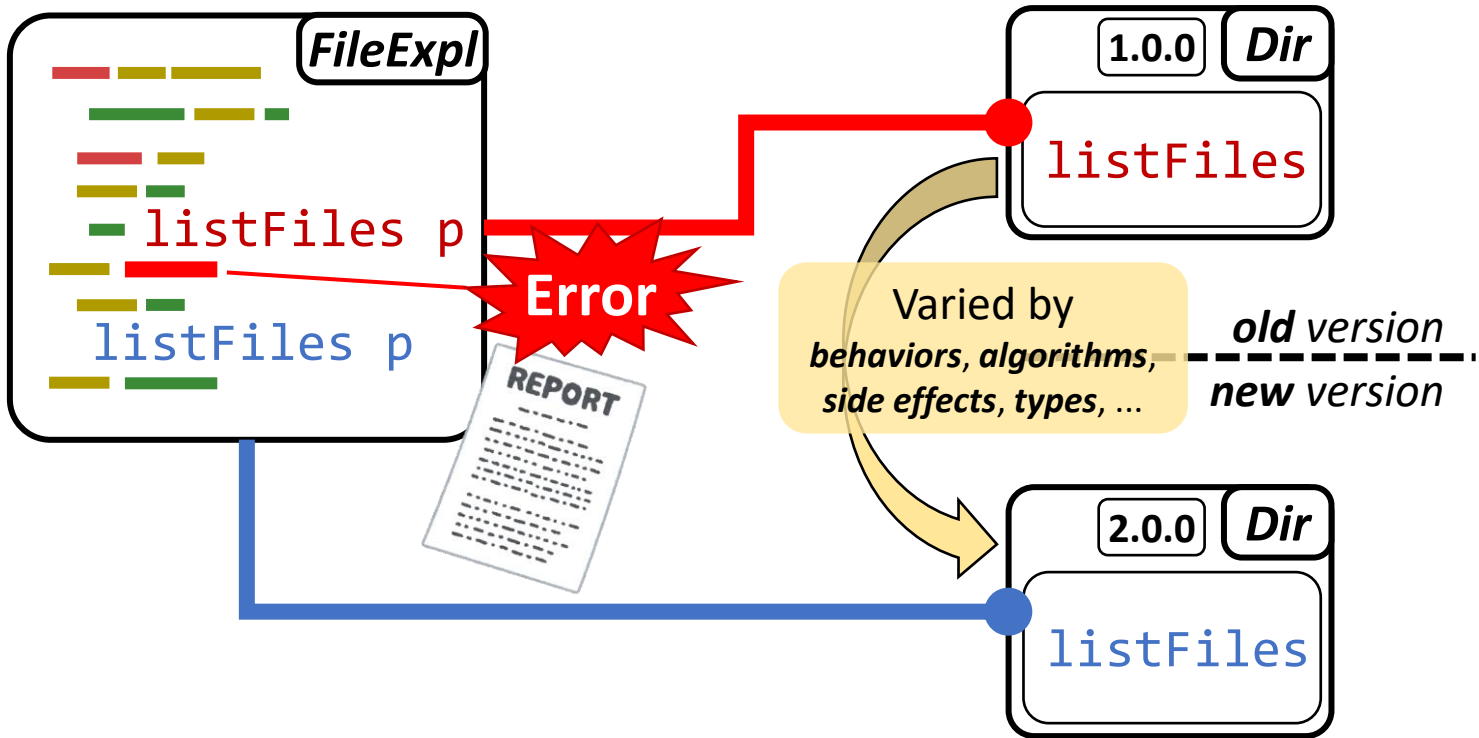 FileExpl
listFiles p
listFiles p
Error
REPORT
1.0.0
Dir
listFiles
Varied by
behaviors, algorithms,
side effects, types, ...
old version
new version
2.0.0
Dir
listFiles